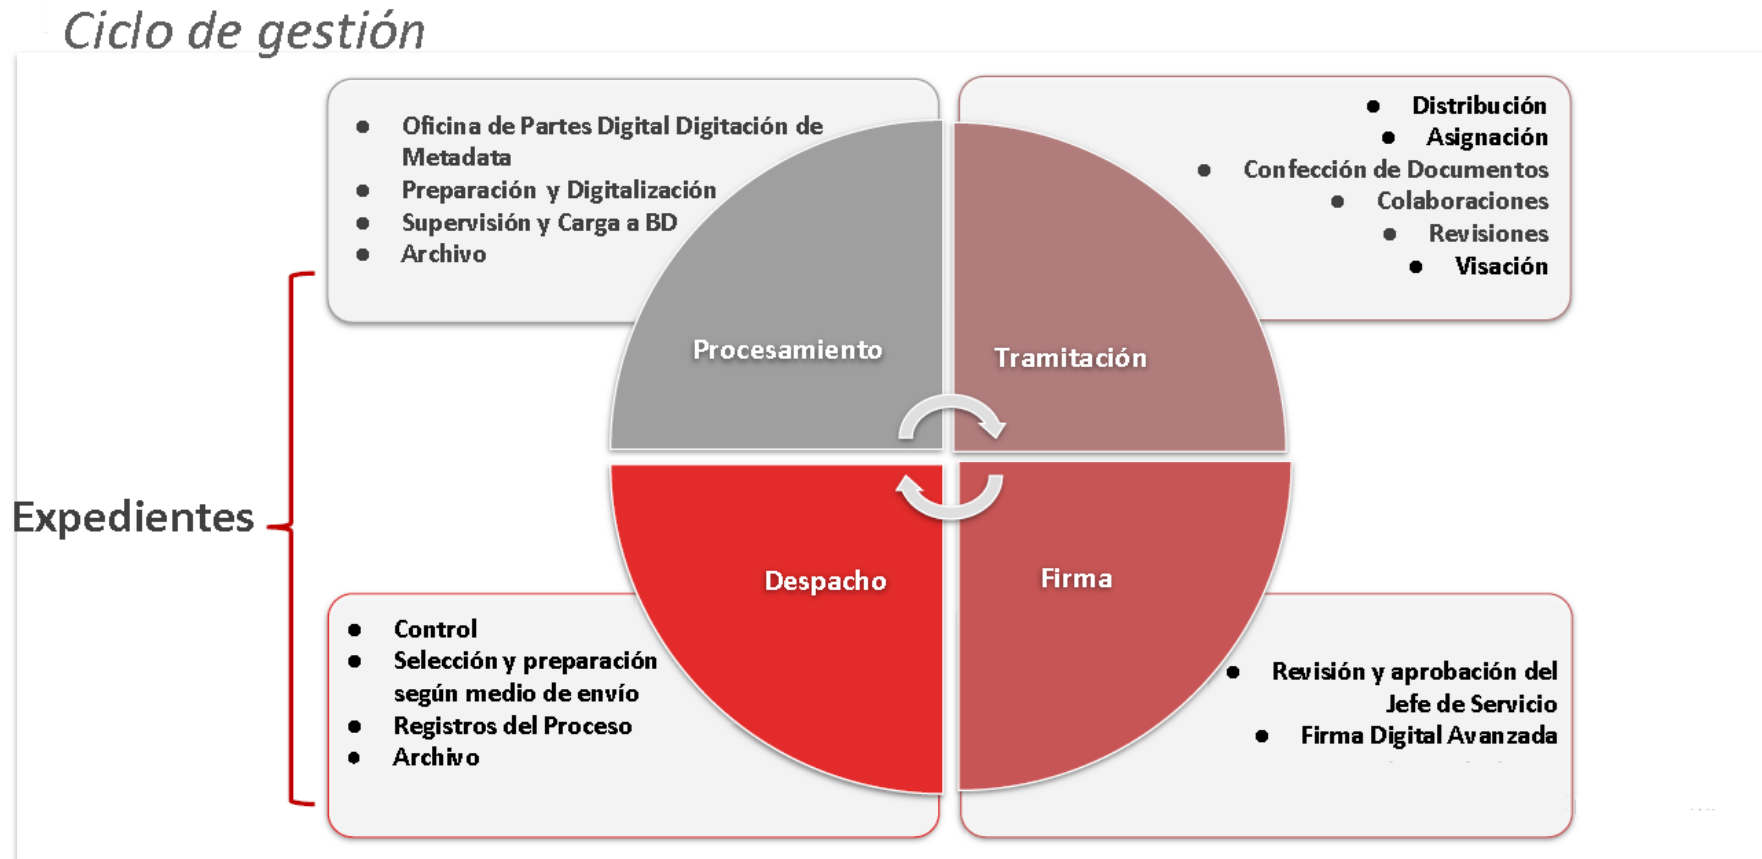 Ciclo de gestión
● Oficina de Partes Digital Digitación de
Metadata
● Preparación y Digitalización
● Supervisión y Carga a BD
● Archivo
● Distribución
● Asignación
● Confección de Documentos
● Colaboraciones
● Revisiones
● Visación
Procesamiento
Tramitación
Expedientes
Despacho
Firma
● Control
● Selección y preparación
según medio de envío
● Registros del Proceso
● Archivo
● Revisión y aprobación del
Jefe de Servicio
● Firma Digital Avanzada